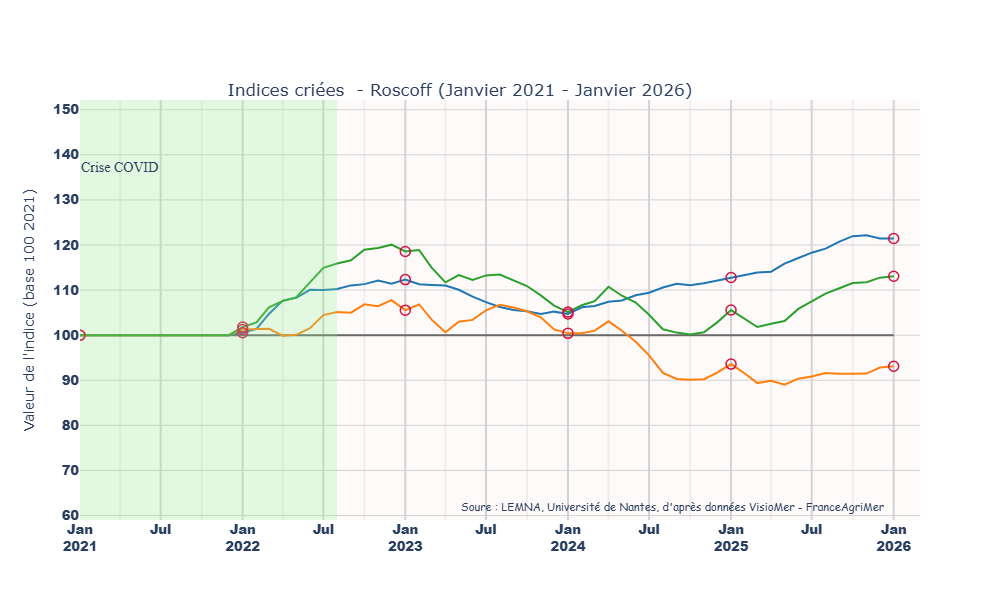 Indices criées  - Roscoff (Janvier 2021 - Janvier 2026)
Valeur de l'indice (base 100 2021)
150
140
130
120
110
100
90
80
70
60
Crise COVID
Soure : LEMNA, Université de Nantes, d'après données VisioMer - FranceAgriMer
Jan Jul Jan Jul Jan Jul Jan Jul Jan Jul Jan
2021 2022 2023 2024 2025 2026